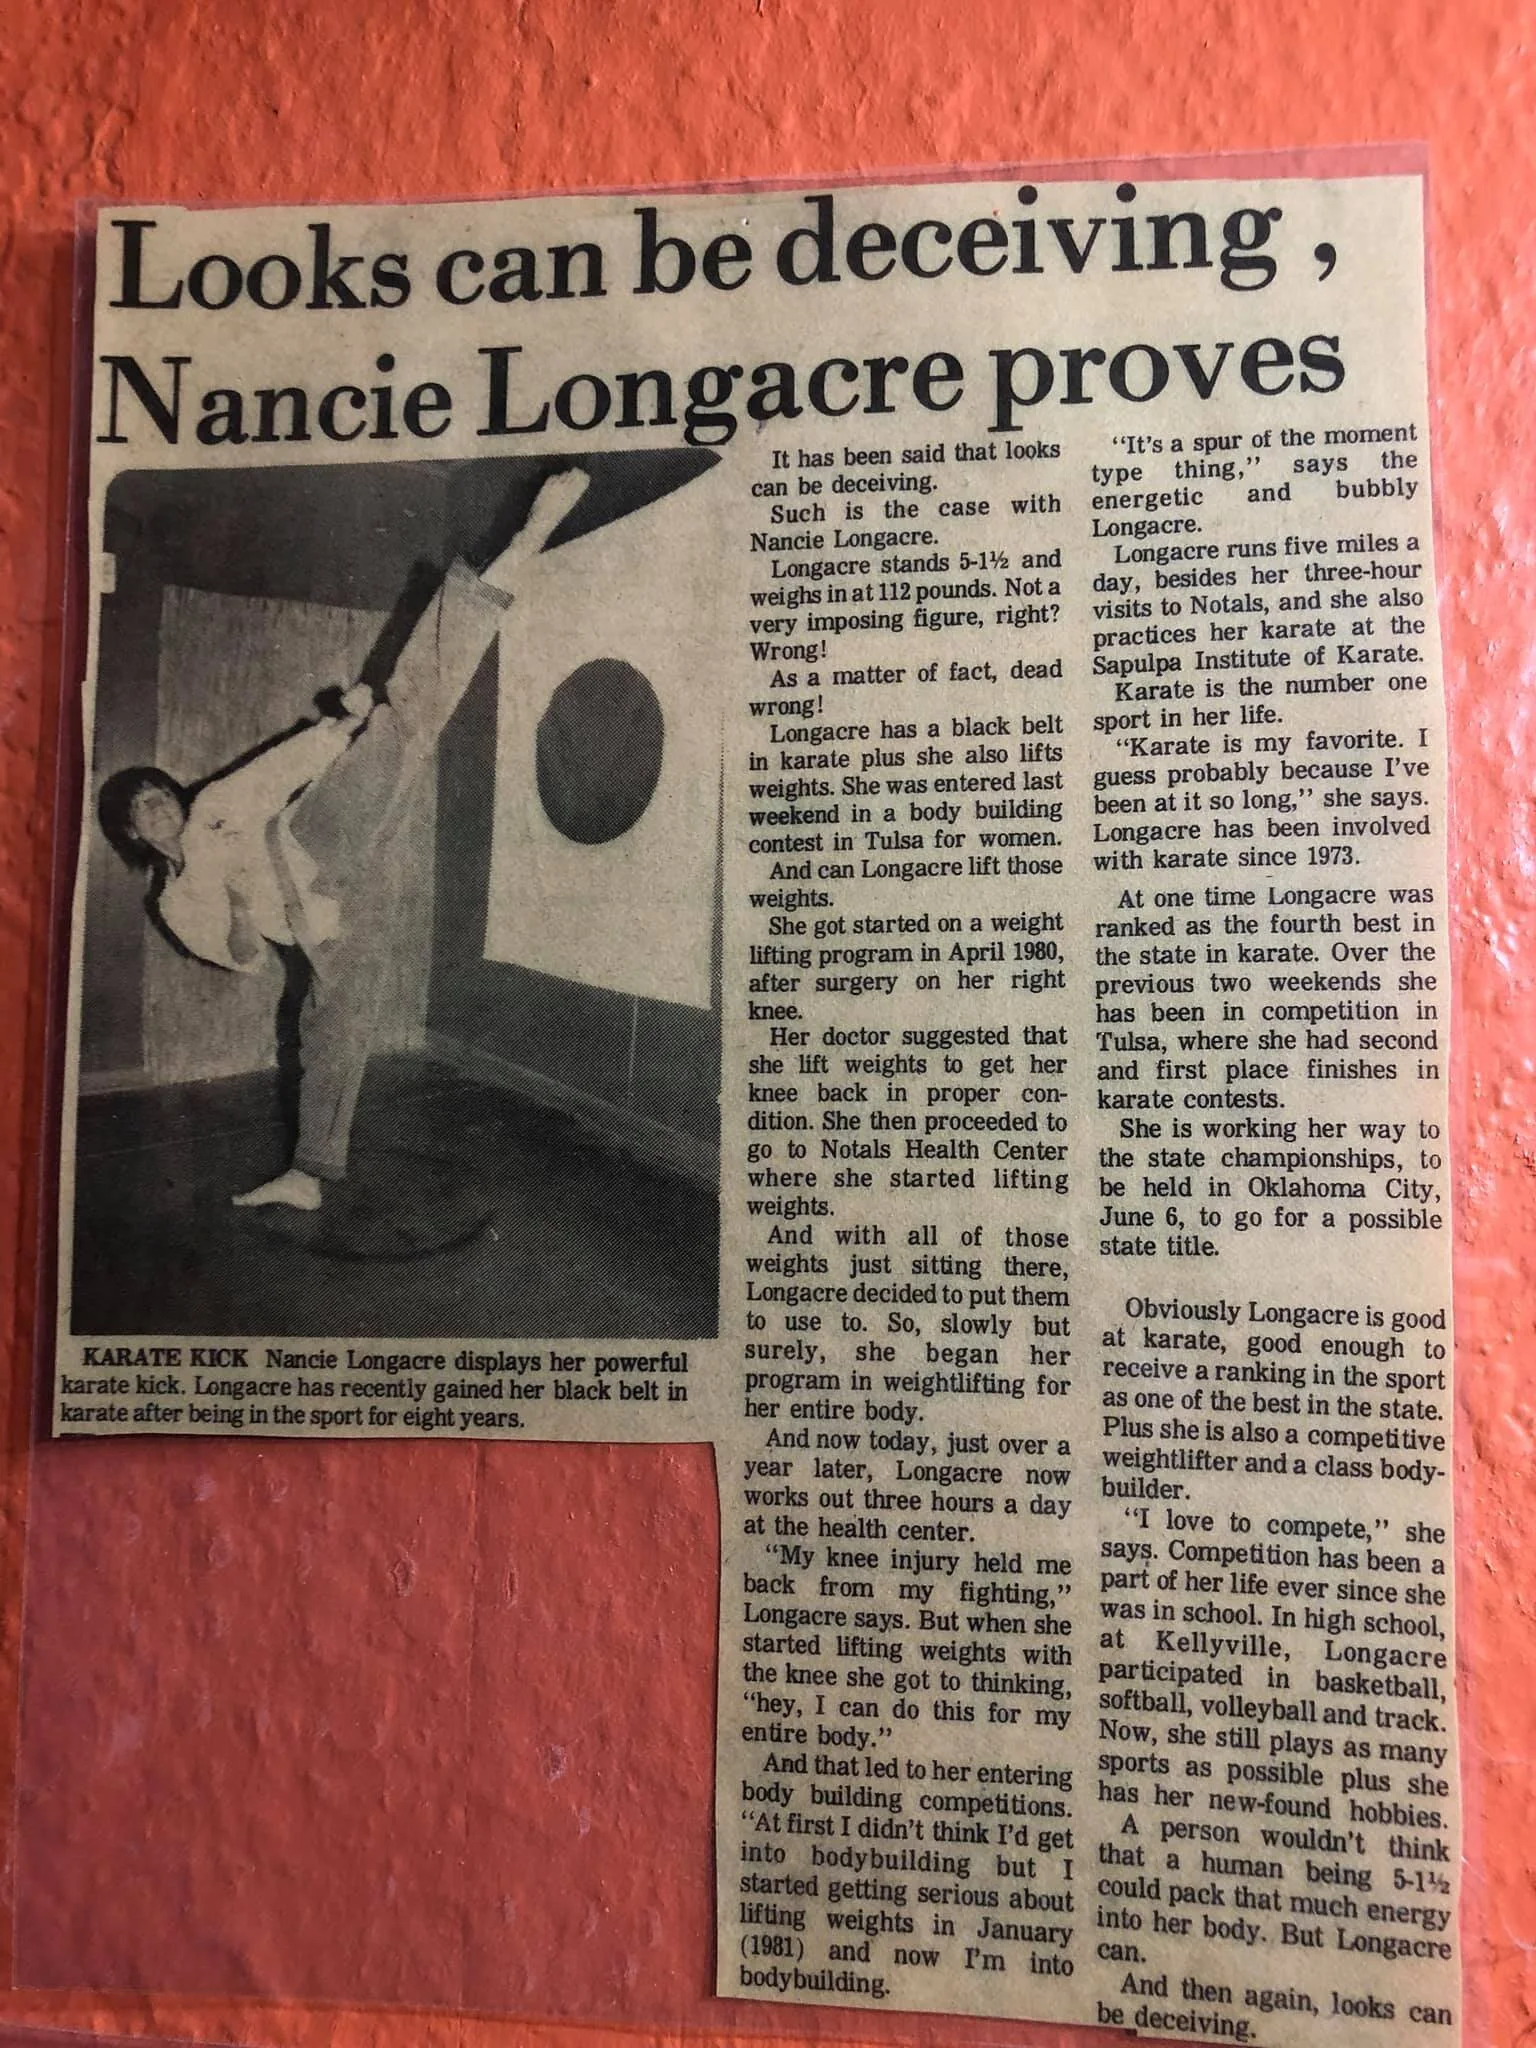 Looks can be deceiving ,
Nancie Longacre proves
KARATE KICK Nancie Longacre displays her powerful
karate kick. Longacre has recently gained her black belt in
karate after being in the sport for eight years.
It has been said that looks
can be deceiving.
Such is the case with
Nancie Longacre.
Longacre stands 5-1½ and
weighs in at 112 pounds. Not a
very imposing figure, right?
Wrong!
As a matter of fact, dead
wrong!
Longacre has a black belt
in karate plus she also lifts
weights. She was entered last
weekend in a body building
contest in Tulsa for women.
And can Longacre lift those
weights.
She got started on a weight
lifting program in April 1980,
after surgery on her right
knee.
Her doctor suggested that
she lift weights to get her
knee back in proper con-
dition. She then proceeded to
go to Notals Health Center
where she started lifting
weights.
And with all of those
weights just sitting there,
Longacre decided to put them
to use to. So, slowly but
surely, she began her
program in weightlifting for
her entire body.
And now today, just over a
year later, Longacre now
works out three hours a day
at the health center.
“My knee injury held me
back from my fighting,”
Longacre says. But when she
started lifting weights with
the knee she got to thinking,
“hey, I can do this for my
entire body.”
And that led to her entering
body building competitions.
“At first I didn’t think I’d get
into bodybuilding but I
started getting serious about
lifting weights in January
(1981) and now I’m into
bodybuilding.
“It’s a spur of the moment
type thing,” says the
energetic and bubbly
Longacre.
Longacre runs five miles a
day, besides her three-hour
visits to Notals, and she also
practices her karate at the
Sapulpa Institute of Karate.
Karate is the number one
sport in her life.
“Karate is my favorite. I
guess probably because I’ve
been at it so long,” she says.
Longacre has been involved
with karate since 1973.
At one time Longacre was
ranked as the fourth best in
the state in karate. Over the
previous two weekends she
has been in competition in
Tulsa, where she had second
and first place finishes in
karate contests.
She is working her way to
the state championships, to
be held in Oklahoma City,
June 6, to go for a possible
state title.
Obviously Longacre is good
at karate, good enough to
receive a ranking in the sport
as one of the best in the state.
Plus she is also a competitive
weightlifter and a class body-
builder.
“I love to compete,” she
says. Competition has been a
part of her life ever since she
was in school. In high school,
at Kellyville, Longacre
participated in basketball,
softball, volleyball and track.
Now, she still plays as many
sports as possible plus she
has her new-found hobbies.
A person wouldn’t think
that a human being 5-1½
could pack that much energy
into her body. But Longacre
can.
And then again, looks can
be deceiving.